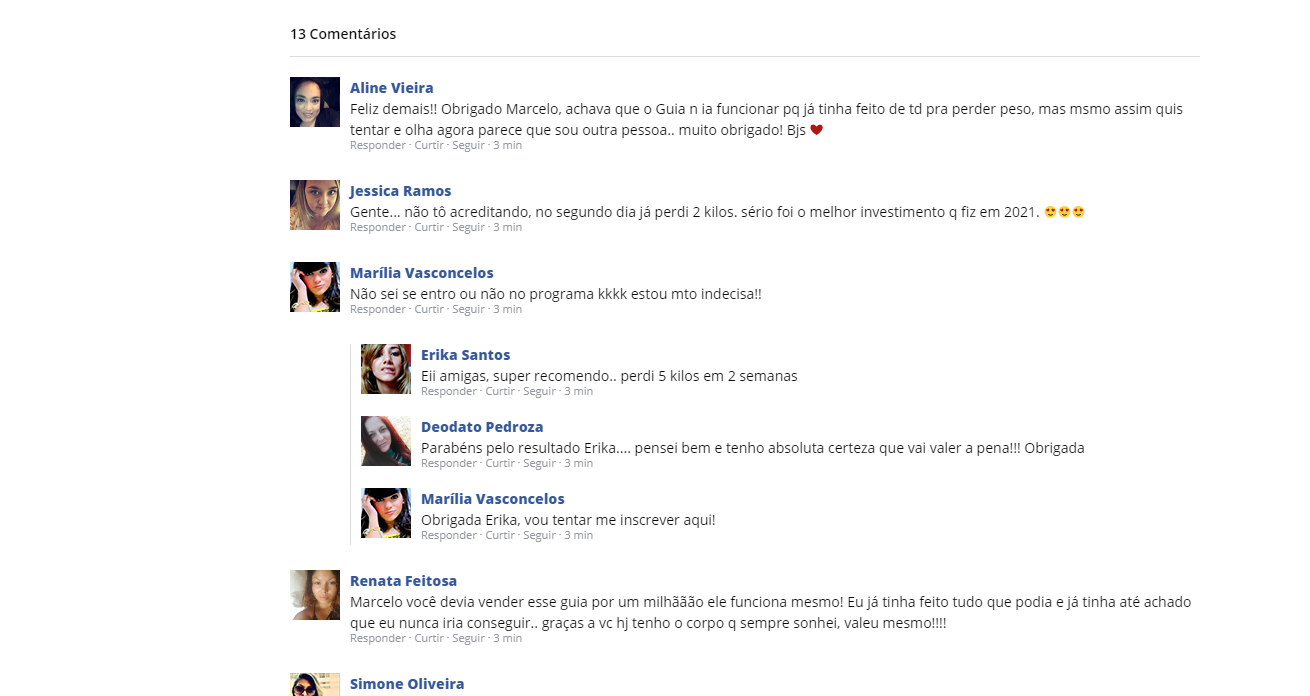 13 Comentários
Aline Vieira
Feliz demais!! Obrigado Marcelo, achava que o Guia n ia funcionar pq já tinha feito de td pra perder peso, mas msmo assim quis
tentar e olha agora parece que sou outra pessoa.. muito obrigado! Bjs ❤
Responder · Curtir · Seguir · 3 min
Jessica Ramos
Gente... não tô acreditando, no segundo dia já perdi 2 kilos. sério foi o melhor investimento q fiz em 2021. 😍😍😍
Responder · Curtir · Seguir · 3 min
Marília Vasconcelos
Não sei se entro ou não no programa kkkk estou mto indecisa!!
Responder · Curtir · Seguir · 3 min
Erika Santos
Eii amigas, super recomendo.. perdi 5 kilos em 2 semanas
Responder · Curtir · Seguir · 3 min
Deodato Pedroza
Parabéns pelo resultado Erika.... pensei bem e tenho absoluta certeza que vai valer a pena!!! Obrigada
Responder · Curtir · Seguir · 3 min
Marília Vasconcelos
Obrigada Erika, vou tentar me inscrever aqui!
Responder · Curtir · Seguir · 3 min
Renata Feitosa
Marcelo você devia vender esse guia por um milhããão ele funciona mesmo! Eu já tinha feito tudo que podia e já tinha até achado
que eu nunca iria conseguir.. graças a vc hj tenho o corpo q sempre sonhei, valeu mesmo!!!!
Responder · Curtir · Seguir · 3 min
Simone Oliveira